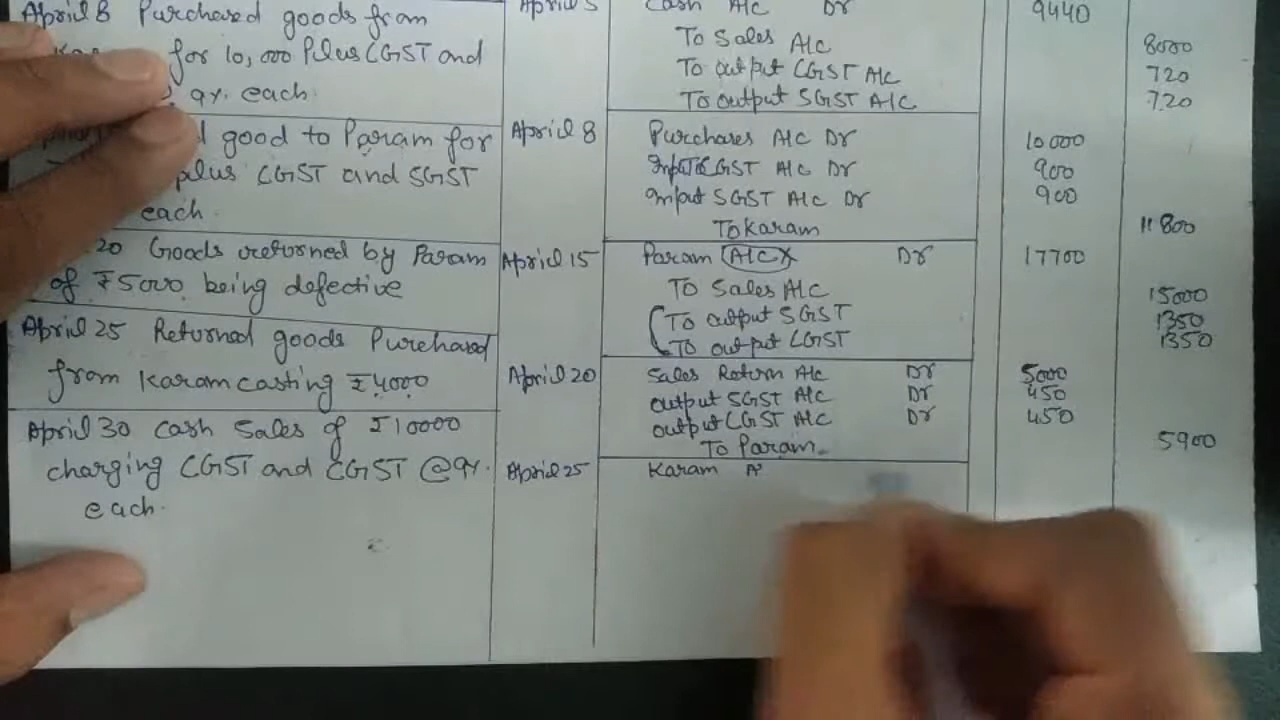 April 8 Purchased goods from
for 10,000 Plus CGST and
9%. each.
good to Param for
plus CGST and SGST
each.
20 Goods returned by Param
of ₹5000 being defective
April 25 Returned goods Purchased
from Karam casting ₹4000
April 30 cash Sales of ₹10000
charging CGST and CGST @9%.
each.
April 5 Cash A/c Dr 9440
To Sales A/c 8000
To output CGST A/c 720
To output SGST A/c 720
April 8 Purchases A/c Dr 10000
Input CGST A/c Dr 900
Input SGST A/c Dr 900
To Karam 11800
April 15 Param A/c x Dr 17700
To Sales A/c 15000
To output SGST 1350
To output CGST 1350
April 20 Sales Return A/c Dr 5000
output SGST A/c Dr 450
output CGST A/c Dr 450
To Param 5900
April 25 Karam A